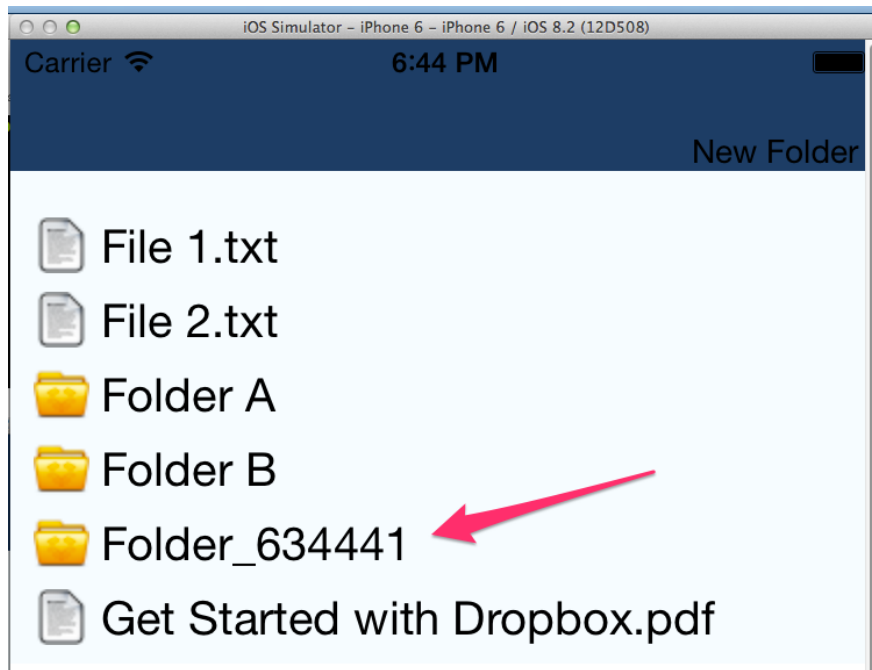 iOS Simulator – iPhone 6 – iPhone 6 / iOS 8.2 (12D508)
Carrier 6:44 PM
New Folder
File 1.txt
File 2.txt
Folder A
Folder B
Folder_634441
Get Started with Dropbox.pdf